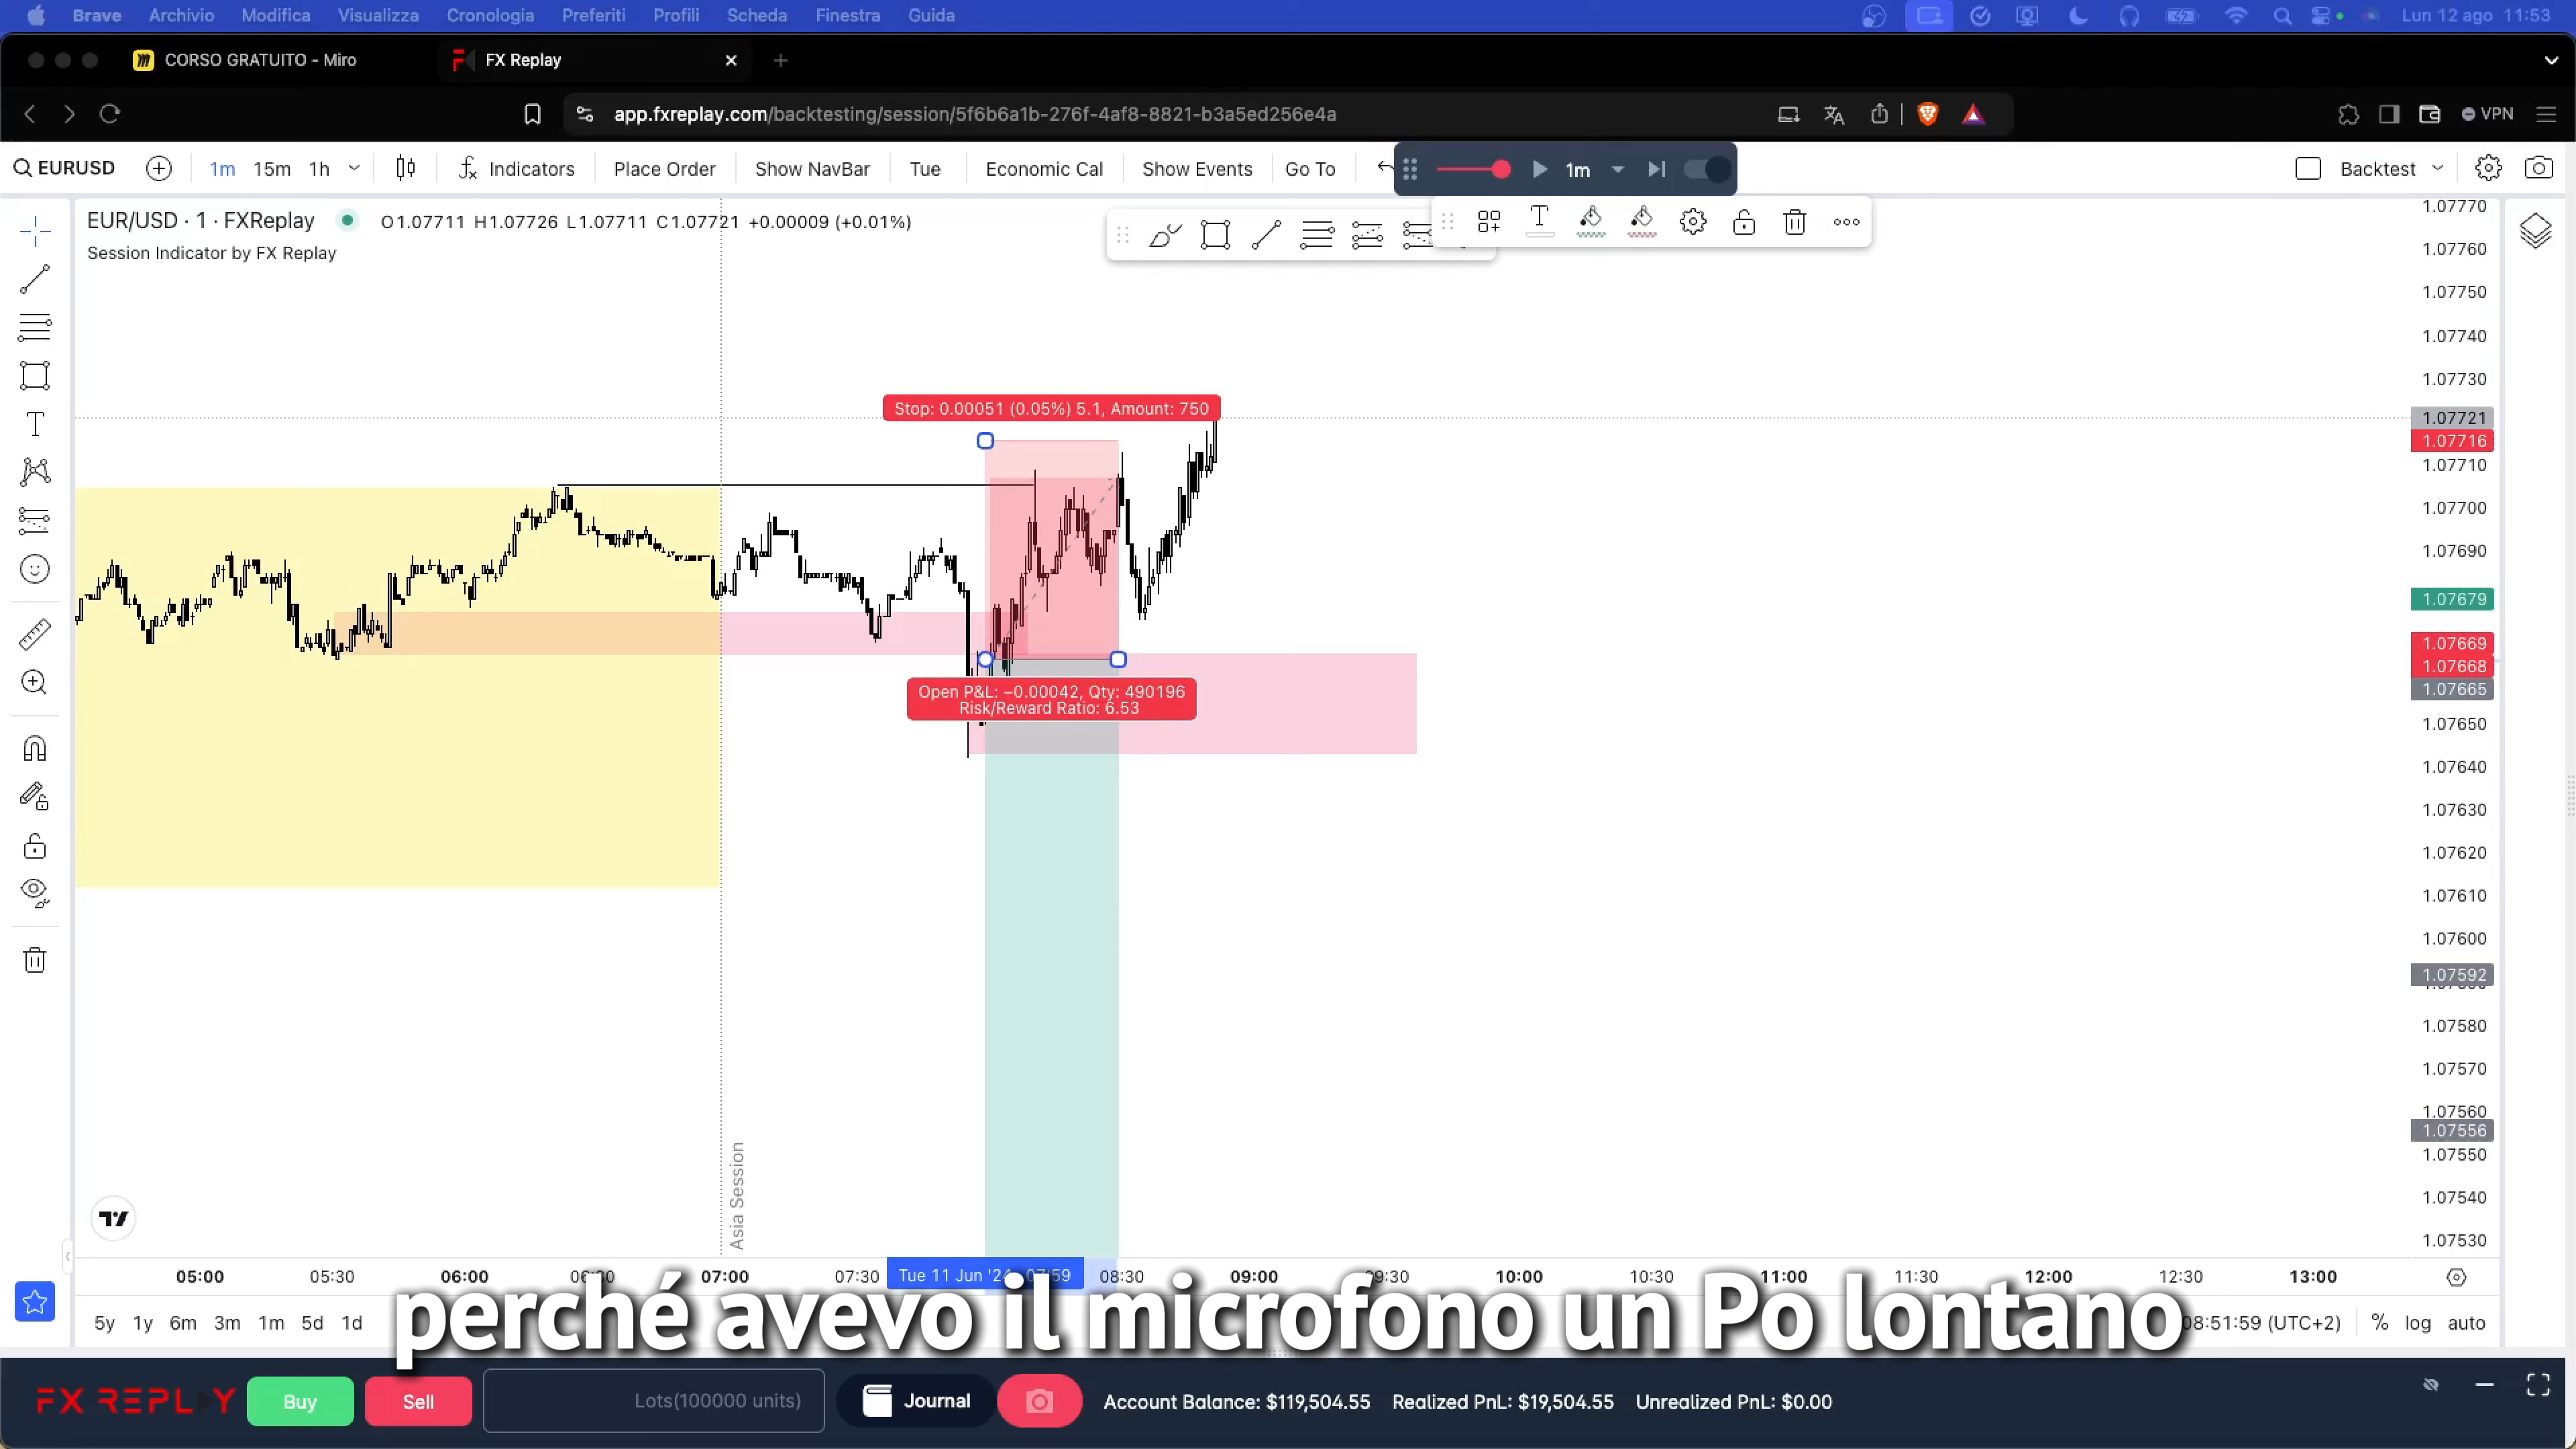 Brave Archivio Modifica Visualizza Cronologia Preferiti Profili Scheda Finestra Guida Lun 12 ago 11:53
CORSO GRATUITO - Miro FX Replay
app.fxreplay.com/backtesting/session/5f6b6a1b-276f-4af8-8821-b3a5ed256e4a VPN
EURUSD 1m 15m 1h Indicators Place Order Show NavBar Tue Economic Cal Show Events Go To 1m Backtest
EUR/USD · 1 · FXReplay O1.07711 H1.07726 L1.07711 C1.07721 +0.00009 (+0.01%)
Session Indicator by FX Replay
1.07770
1.07760
1.07750
1.07740
1.07730
Stop: 0.00051 (0.05%) 5.1, Amount: 750
1.07721
1.07716
1.07710
1.07700
1.07690
1.07679
1.07669
1.07668
1.07665
Open P&L: −0.00042, Qty: 490196
Risk/Reward Ratio: 6.53
1.07650
1.07640
1.07630
1.07620
1.07610
1.07600
1.07592
1.07580
1.07570
1.07560
1.07556
1.07550
1.07540
1.07530
Asia Session
05:00 05:30 06:00 07:00 07:30 Tue 11 Jun 08:30 09:00 09:30 10:00 10:30 11:00 11:30 12:00 12:30 13:00
perché avevo il microfono un Po lontano
5y 1y 6m 3m 1m 5d 1d 08:51:59 (UTC+2) % log auto
FX REPLAY Buy Sell Lots(100000 units) Journal Account Balance: $119,504.55 Realized PnL: $19,504.55 Unrealized PnL: $0.00